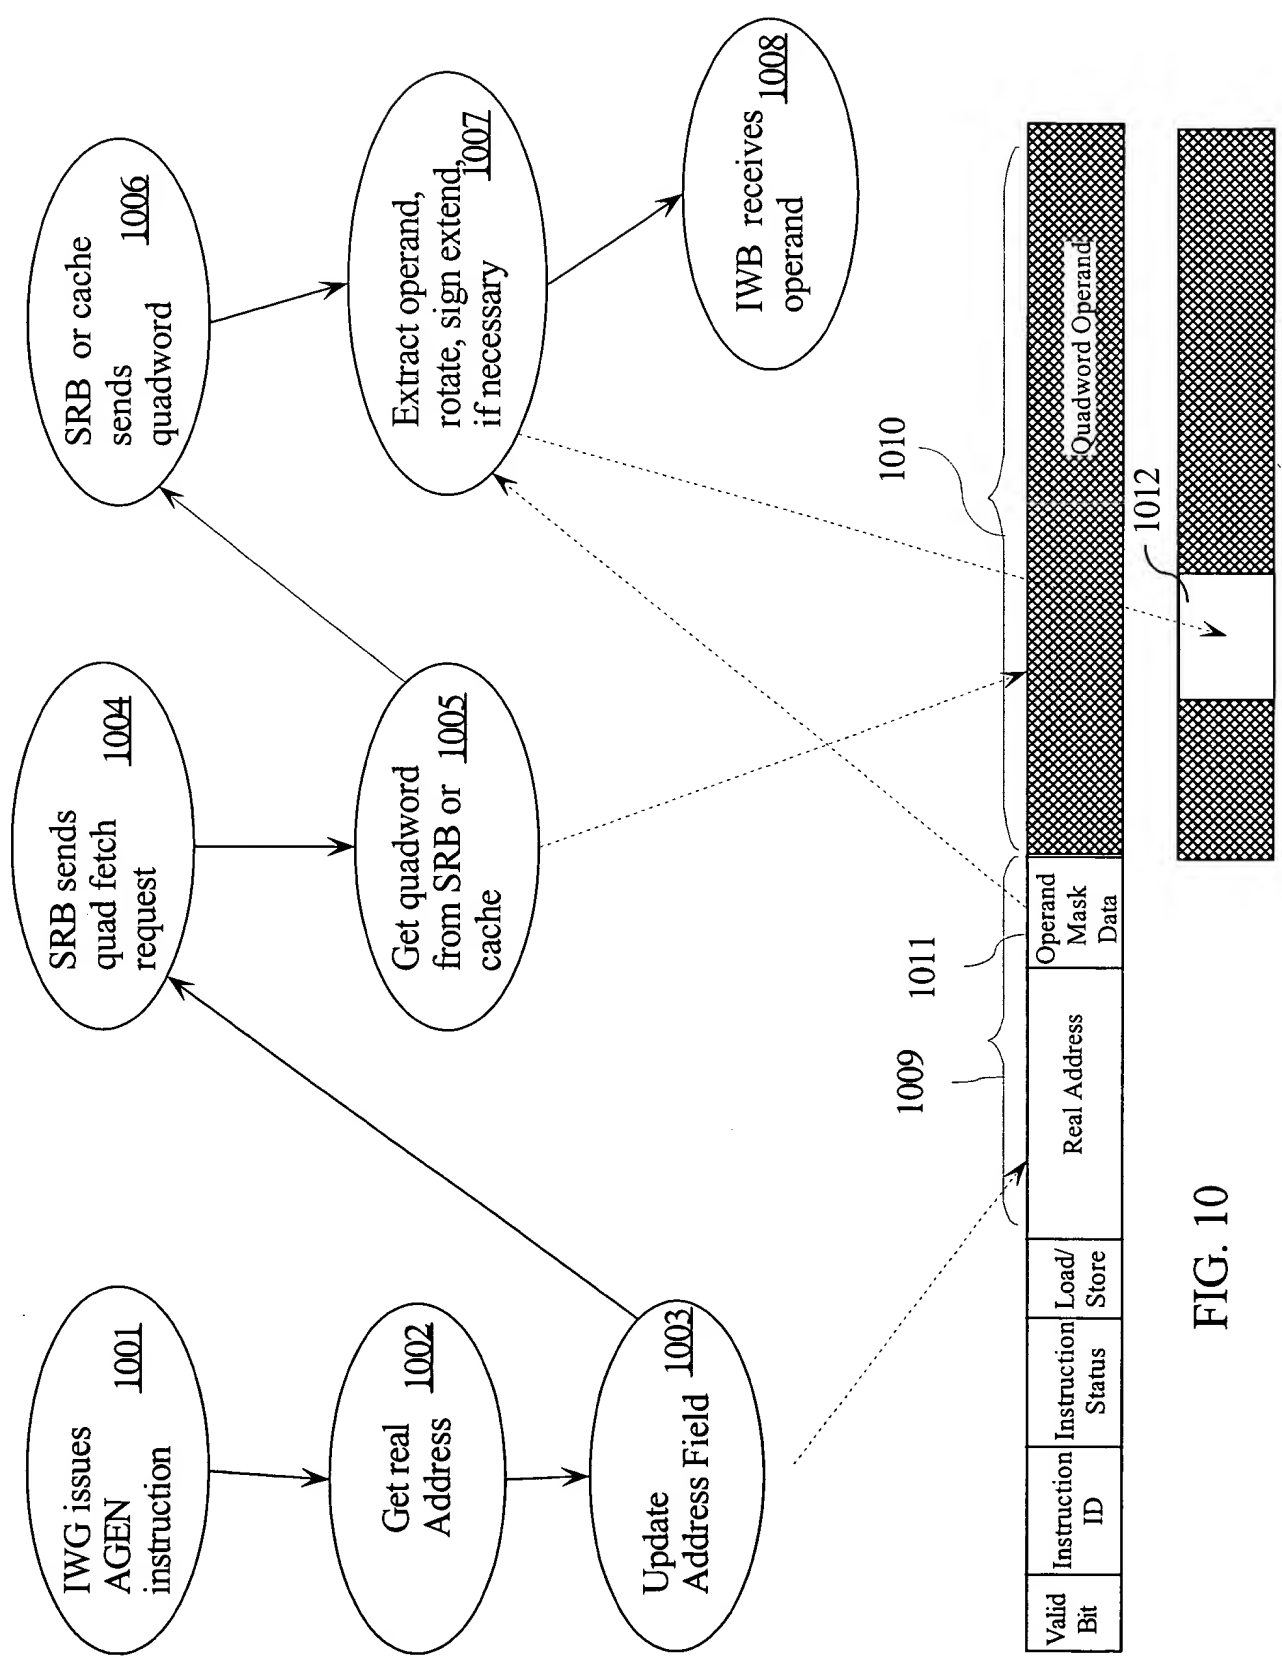 IWG issues
AGEN
1001
instruction
Get real
1002
Address
Update
1003
Address Field
SRB sends
quad fetch
1004
request
Get quadword
from SRB or
1005
cache
SRB or cache
sends
1006
quadword
Extract operand,
rotate, sign extend,
1007
if necessary
IWB receives
1008
operand
1009
1011
1010
Valid
Bit
Instruction
ID
Instruction
Status
Load/
Store
Real Address
Operand
Mask
Data
Quadword Operand
1012
FIG. 10